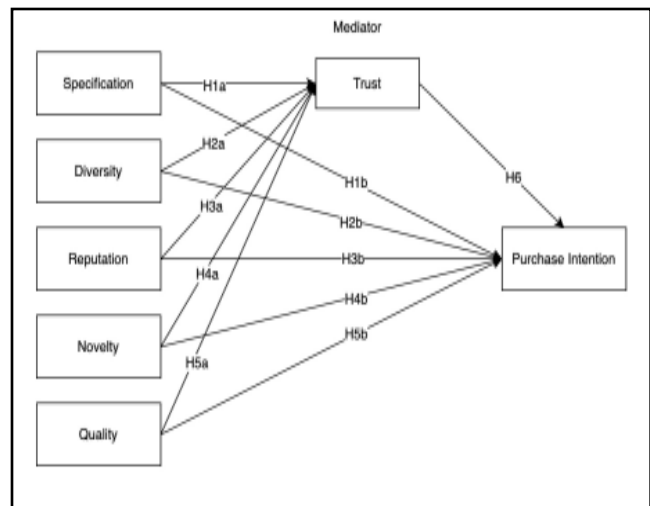 Mediator
Specification
H1a
Trust
Diversity
H2a
H1b
H6
Reputation
H3a
H2b
H3b
Purchase Intention
Novelty
H4a
H4b
H5a
H5b
Quality